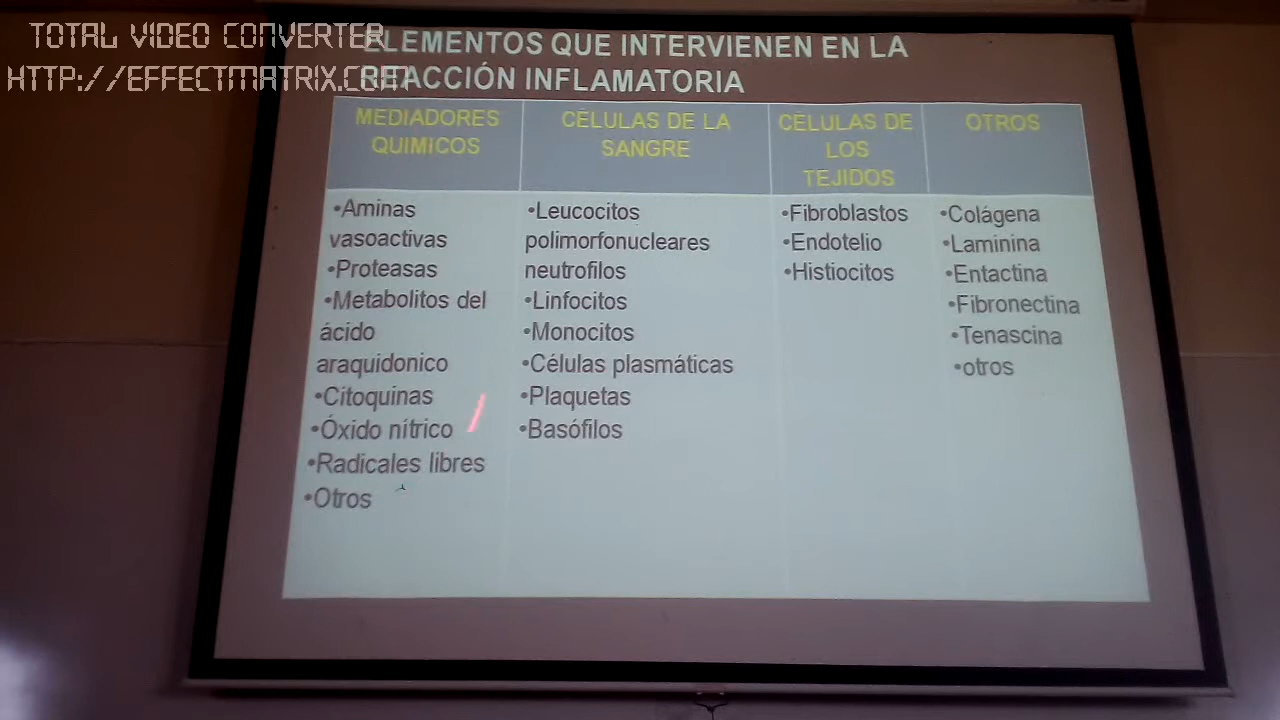 TOTAL VIDEO CONVERTER
HTTP://EFFECTMATRIX.COM
ELEMENTOS QUE INTERVIENEN EN LA
REACCIÓN INFLAMATORIA
MEDIADORES
QUIMICOS
•Aminas
vasoactivas
•Proteasas
•Metabolitos del
ácido
araquidonico
•Citoquinas
•Óxido nítrico
•Radicales libres
•Otros
CÉLULAS DE LA
SANGRE
•Leucocitos
polimorfonucleares
neutrofilos
•Linfocitos
•Monocitos
•Células plasmáticas
•Plaquetas
•Basófilos
CÉLULAS DE
LOS
TEJIDOS
•Fibroblastos
•Endotelio
•Histiocitos
OTROS
•Colágena
•Laminina
•Entactina
•Fibronectina
•Tenascina
•otros